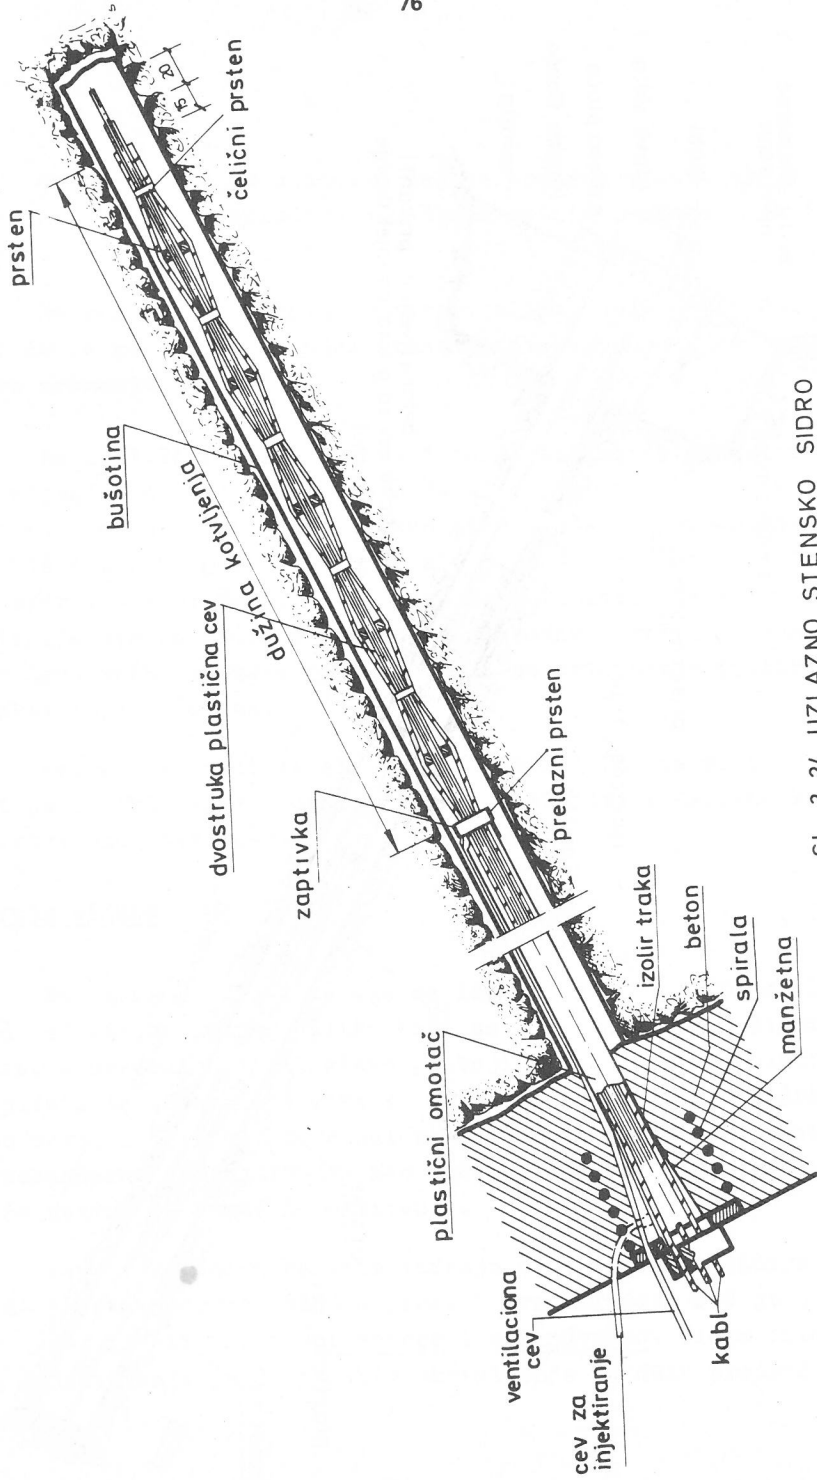 76
prsten
čelični prsten
15
20
bušotina
dužina kotvljenja
dvostruka plastična cev
zaptivka
prelazni prsten
plastični omotač
izolir traka
beton
spirala
manžetna
ventilaciona
cev
cev za
injektiranje
kabl
UZLAZNO STENSKO SIDRO